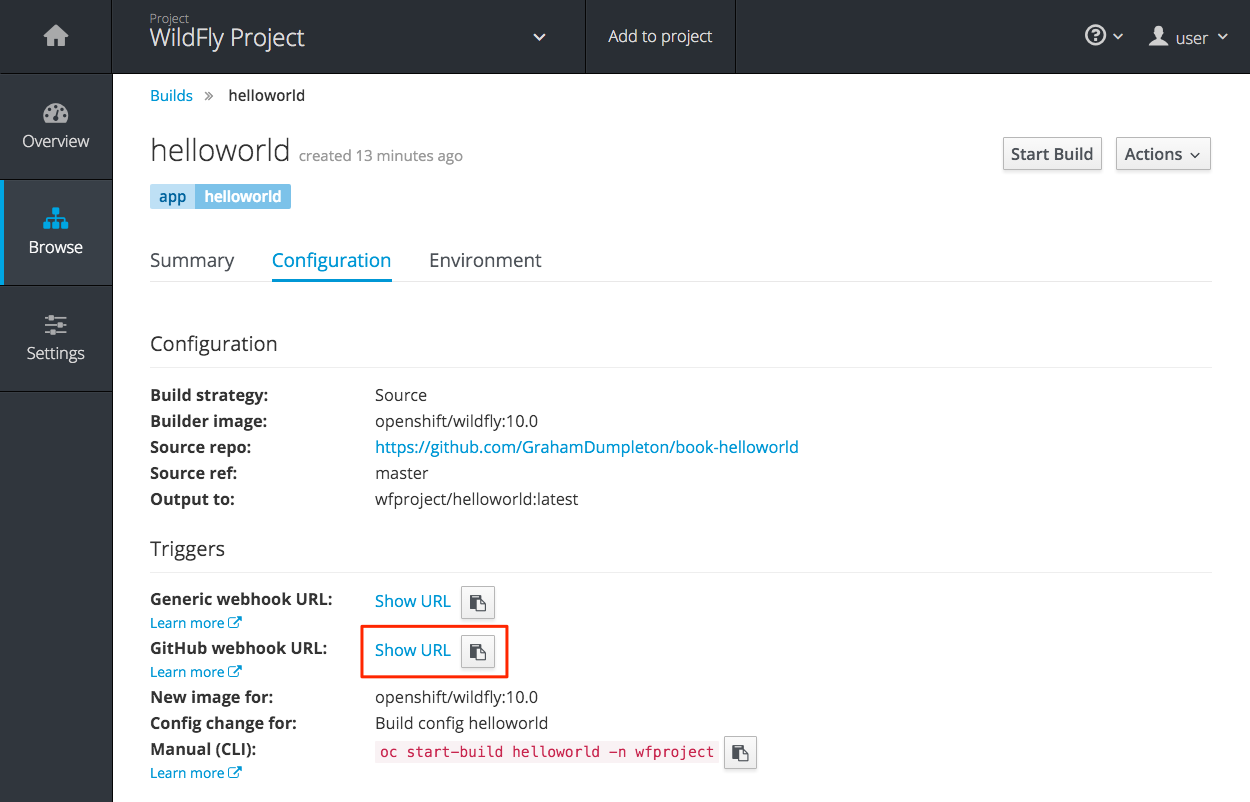 Project
WildFly Project
Add to project
user
Overview
Browse
Settings
Builds » helloworld
helloworld created 13 minutes ago
Start Build
Actions
app helloworld
Summary Configuration Environment
Configuration
Build strategy: Source
Builder image: openshift/wildfly:10.0
Source repo: https://github.com/GrahamDumpleton/book-helloworld
Source ref: master
Output to: wfproject/helloworld:latest
Triggers
Generic webhook URL: Show URL
Learn more
GitHub webhook URL: Show URL
Learn more
New image for: openshift/wildfly:10.0
Config change for: Build config helloworld
Manual (CLI): oc start-build helloworld -n wfproject
Learn more